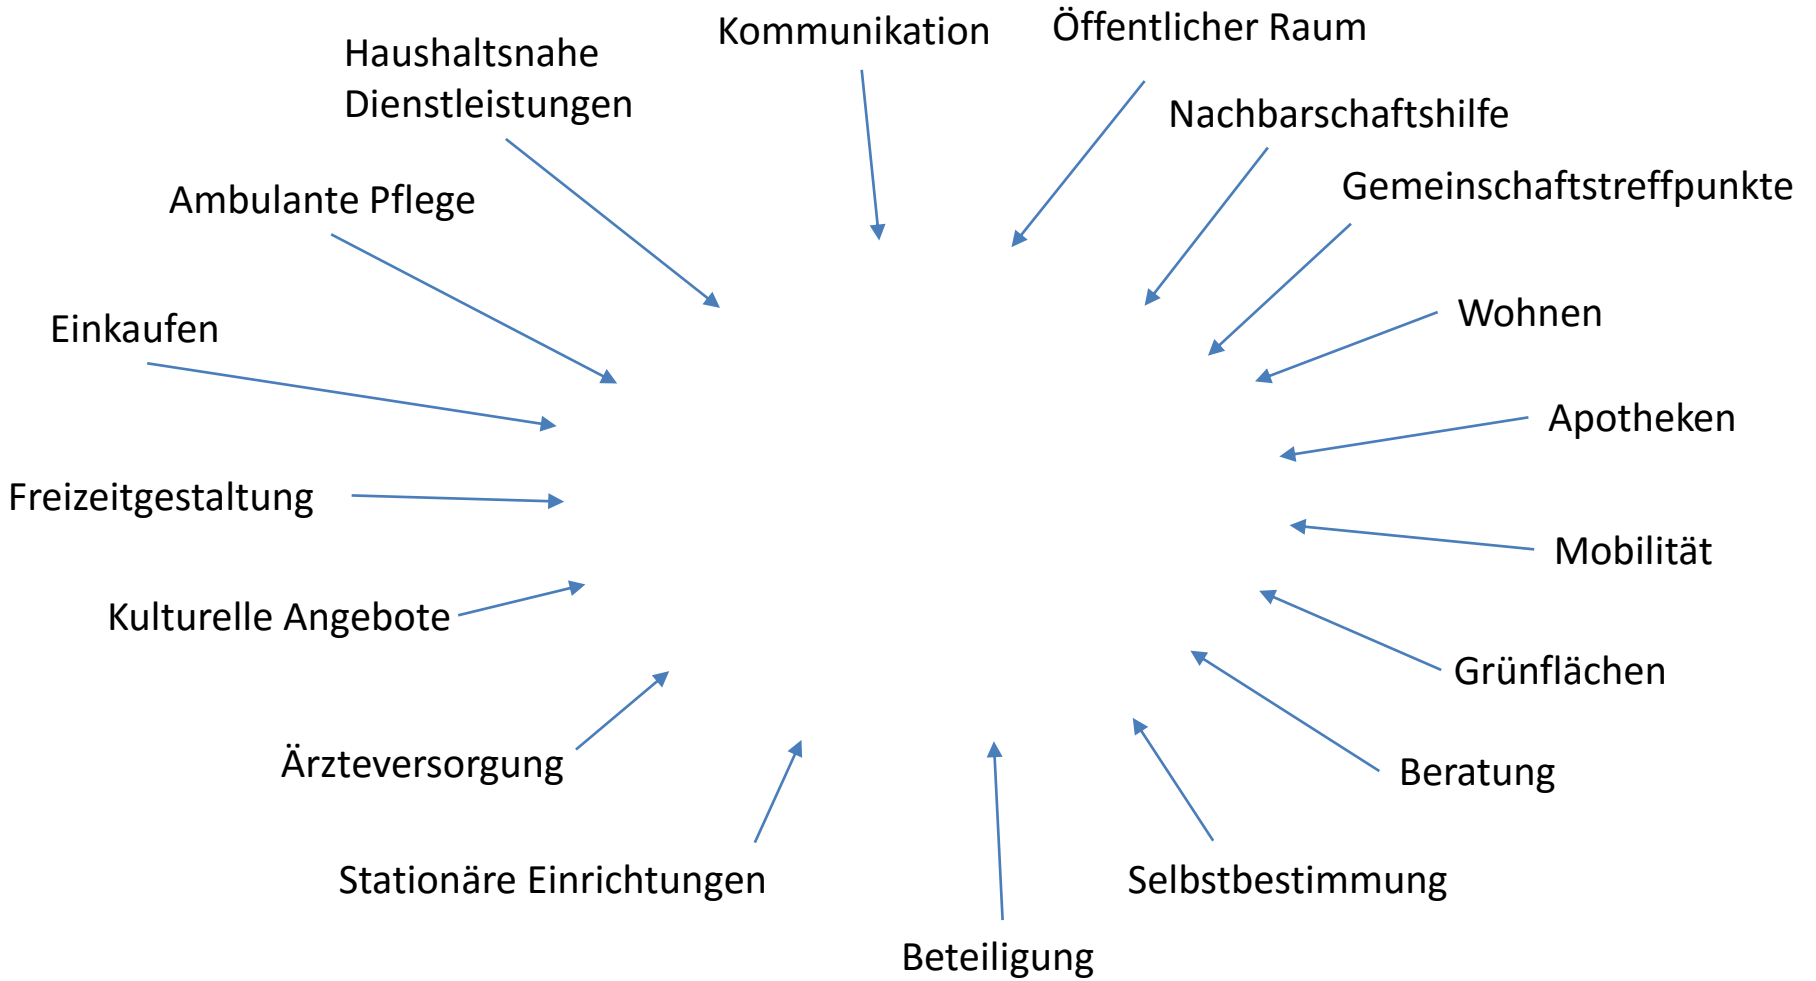 Kommunikation
Öffentlicher Raum
Haushaltsnahe
Dienstleistungen
Nachbarschaftshilfe
Ambulante Pflege
Gemeinschaftstreffpunkte
Einkaufen
Wohnen
Apotheken
Freizeitgestaltung
Mobilität
Kulturelle Angebote
Grünflächen
Ärzteversorgung
Beratung
Stationäre Einrichtungen
Selbstbestimmung
Beteiligung